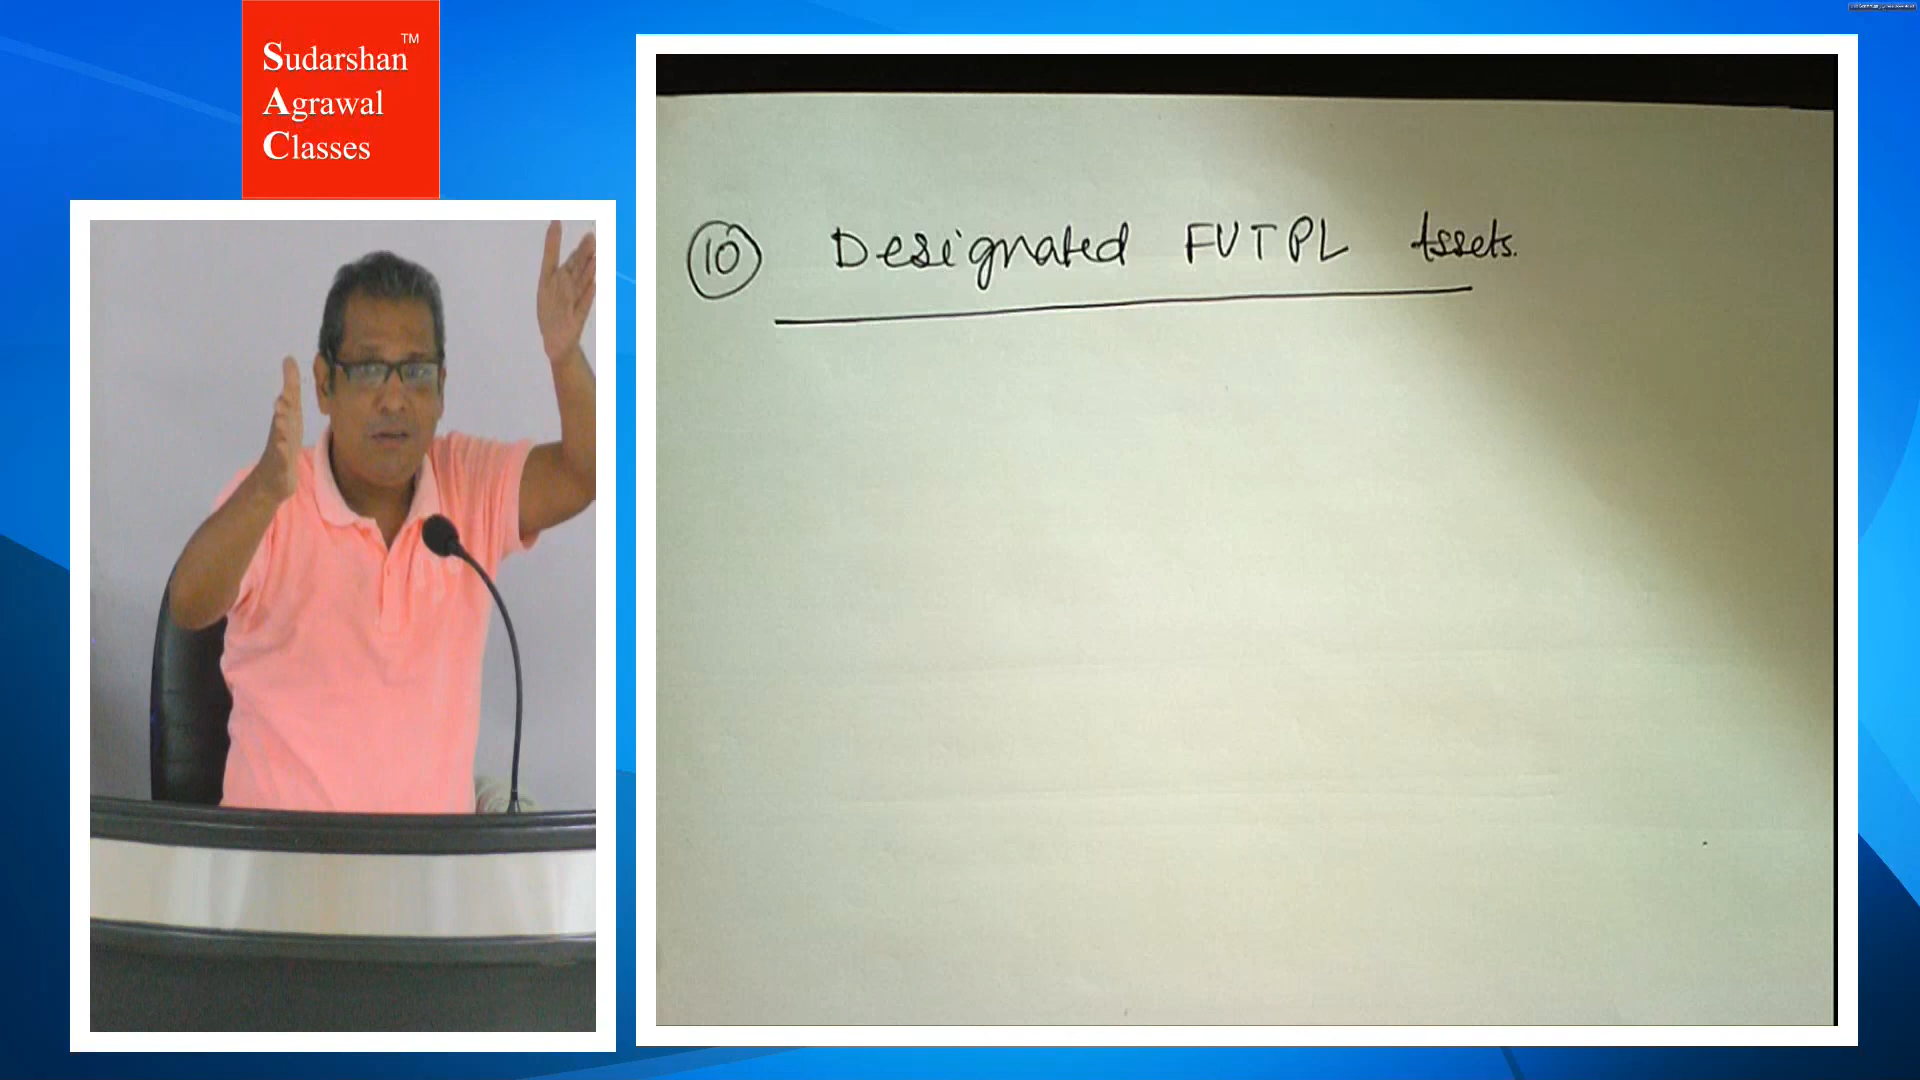 Sudarshan™
Agrawal
Classes
10 Designated FVTPL Assets.